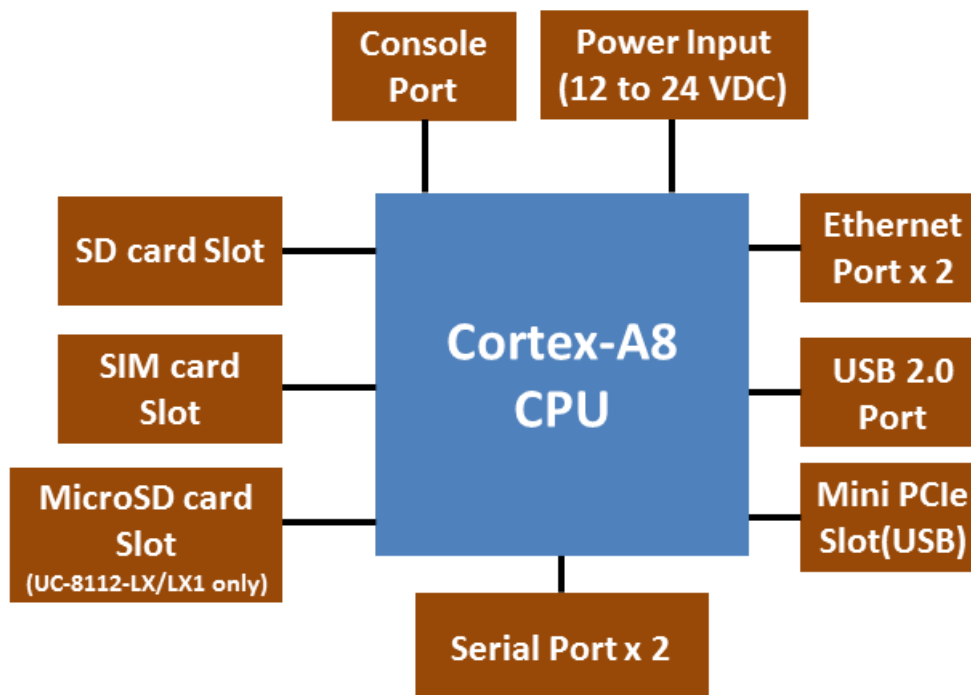 Console
Port
Power Input
(12 to 24 VDC)
SD card Slot
Ethernet
Port x 2
Cortex-A8
CPU
SIM card
Slot
USB 2.0
Port
MicroSD card
Slot
(UC-8112-LX/LX1 only)
Mini PCIe
Slot(USB)
Serial Port x 2